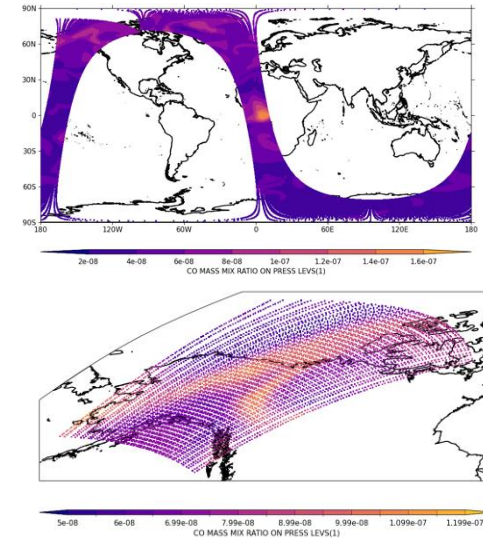 90N
60N
30N
0
30S
60S
90S
180 120W 60W 0 60E 120E 180
2e-08 4e-08 6e-08 8e-08 1e-07 1.2e-07 1.4e-07 1.6e-07
CO MASS MIX RATIO ON PRESS LEVS(1)
5e-08 6e-08 6.99e-08 7.99e-08 8.99e-08 9.99e-08 1.099e-07 1.199e-07
CO MASS MIX RATIO ON PRESS LEVS(1)